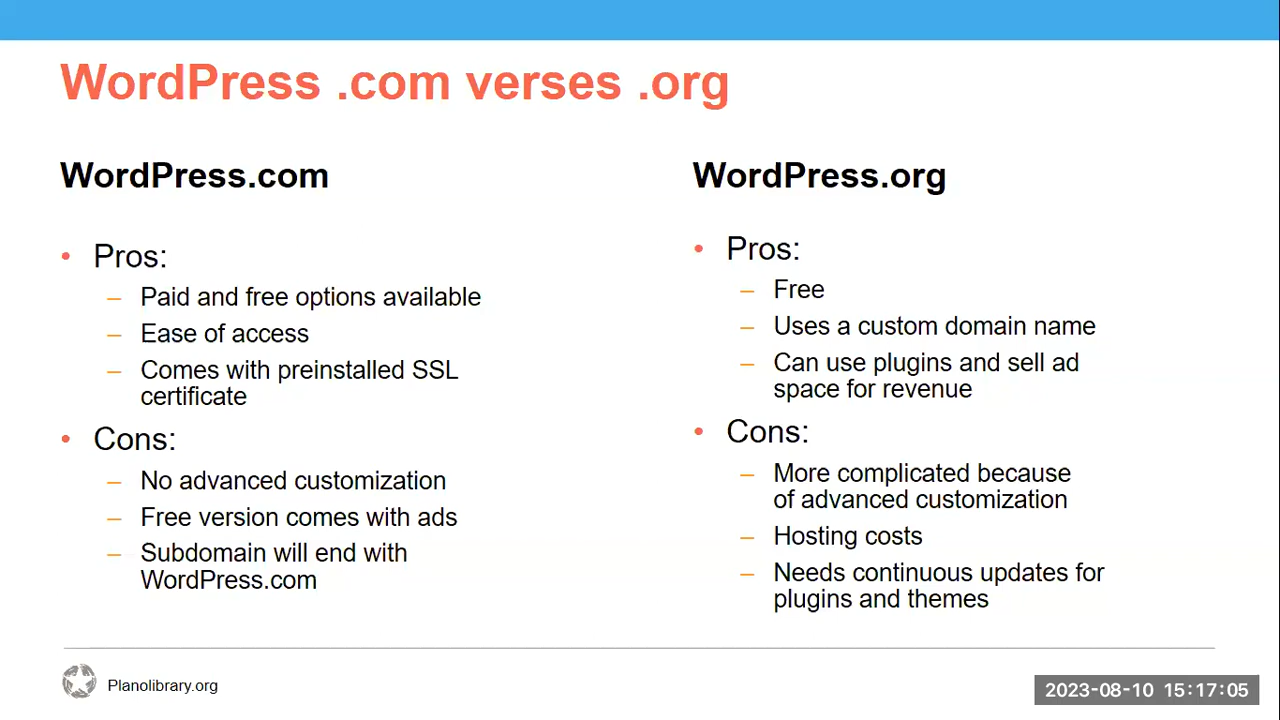 WordPress .com verses .org
WordPress.com
• Pros:
– Paid and free options available
– Ease of access
– Comes with preinstalled SSL
certificate
• Cons:
– No advanced customization
– Free version comes with ads
– Subdomain will end with
WordPress.com
WordPress.org
• Pros:
– Free
– Uses a custom domain name
– Can use plugins and sell ad
space for revenue
• Cons:
– More complicated because
of advanced customization
– Hosting costs
– Needs continuous updates for
plugins and themes
Planolibrary.org
2023-08-10 15:17:05